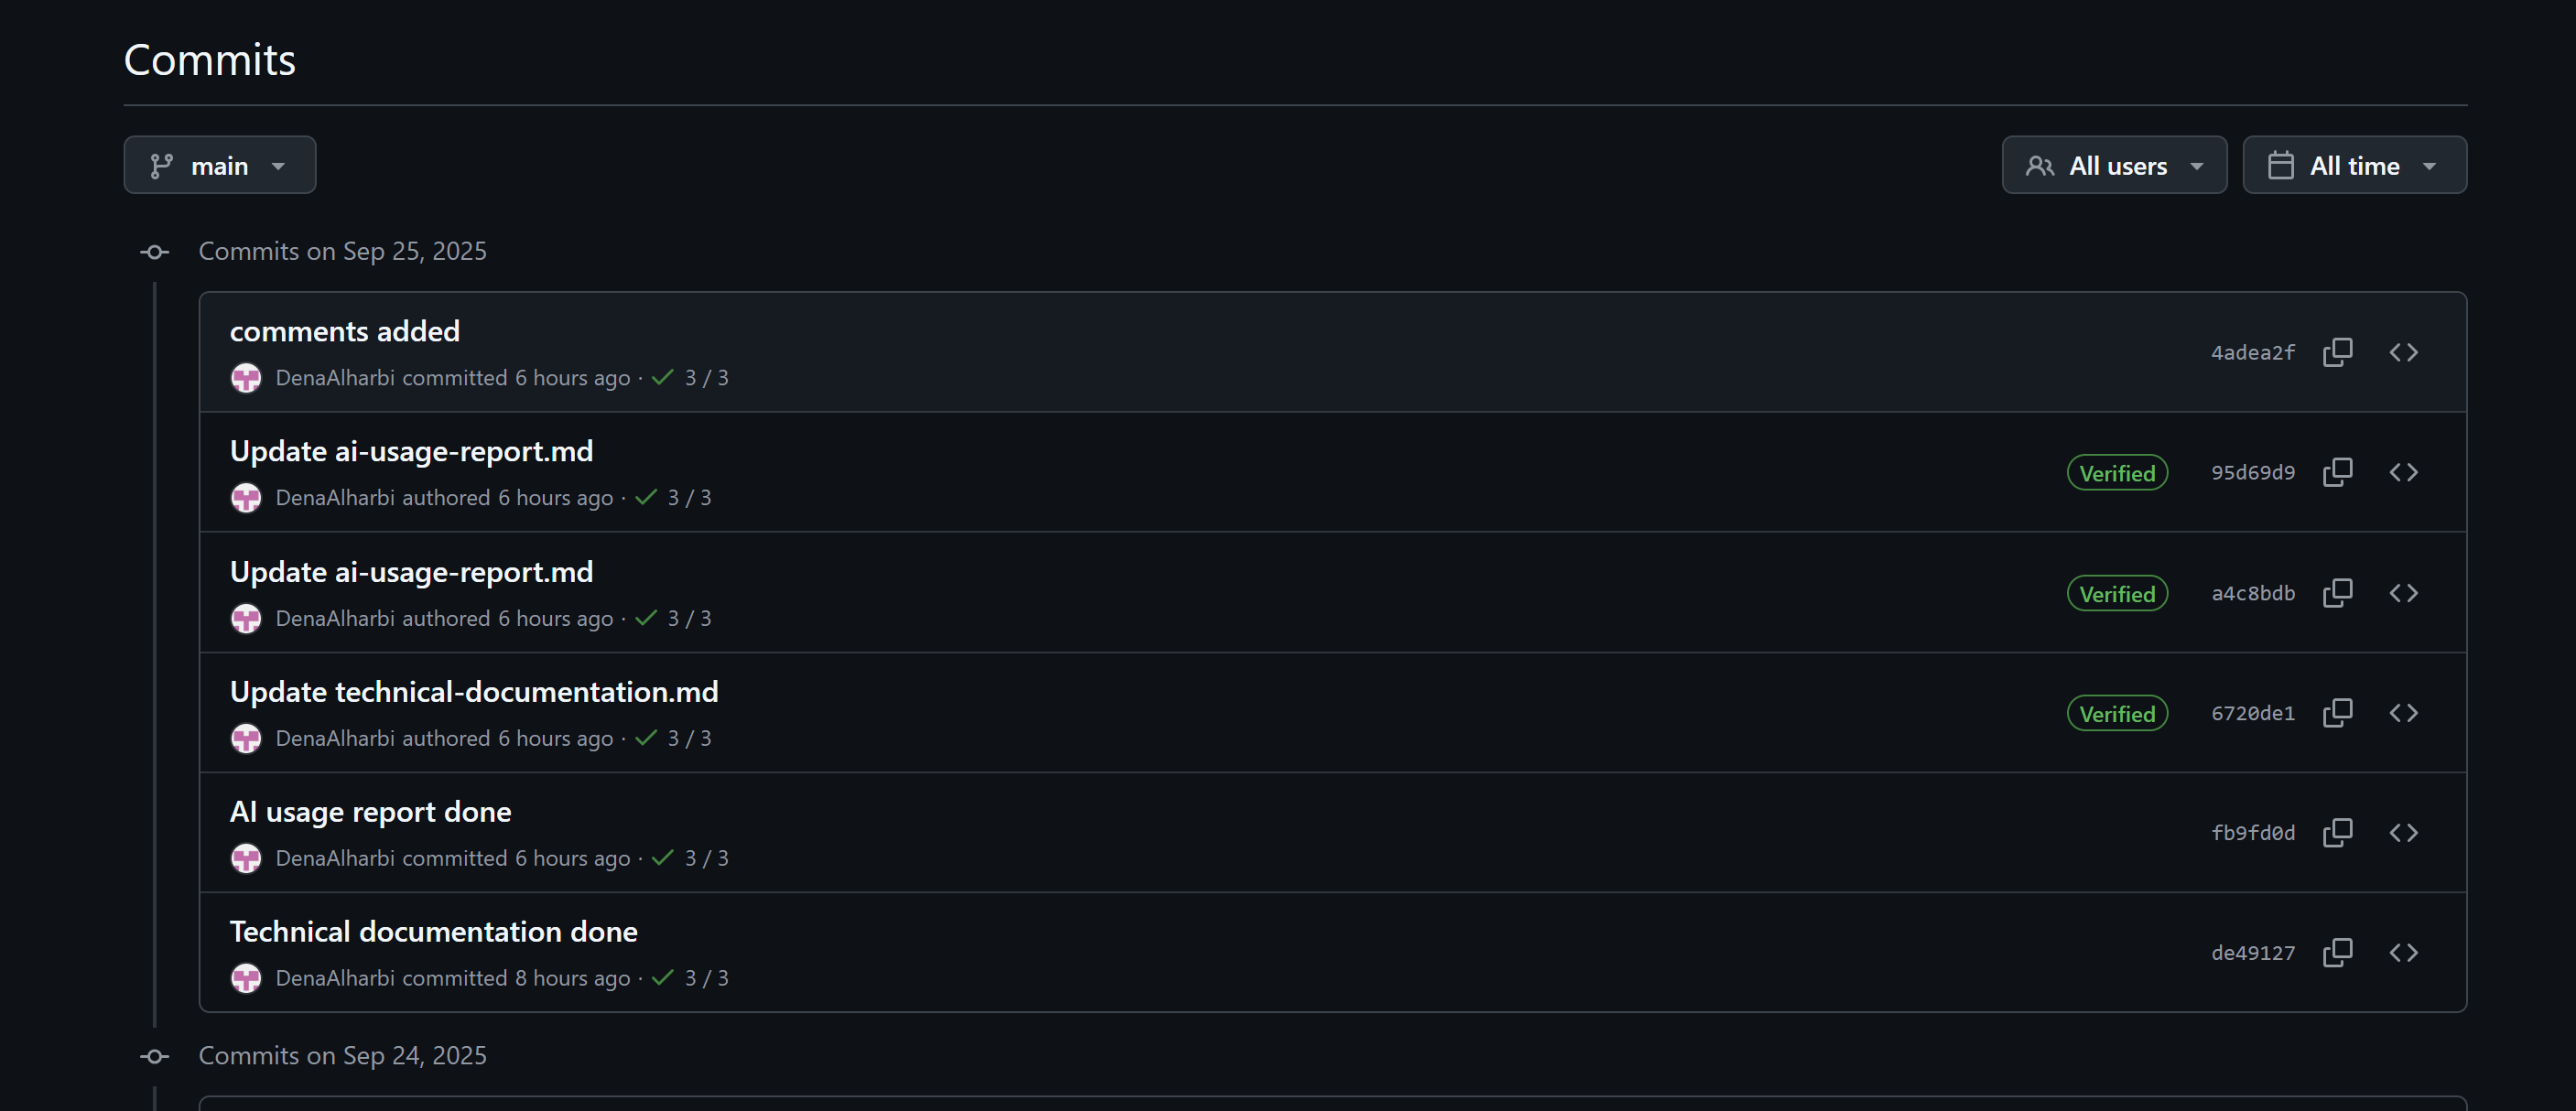 Commits
main
All users
All time
Commits on Sep 25, 2025
comments added
DenaAlharbi committed 6 hours ago · 3 / 3
4adea2f
Update ai-usage-report.md
DenaAlharbi authored 6 hours ago · 3 / 3
Verified
95d69d9
Update ai-usage-report.md
DenaAlharbi authored 6 hours ago · 3 / 3
Verified
a4c8bdb
Update technical-documentation.md
DenaAlharbi authored 6 hours ago · 3 / 3
Verified
6720de1
AI usage report done
DenaAlharbi committed 6 hours ago · 3 / 3
fb9fd0d
Technical documentation done
DenaAlharbi committed 8 hours ago · 3 / 3
de49127
Commits on Sep 24, 2025